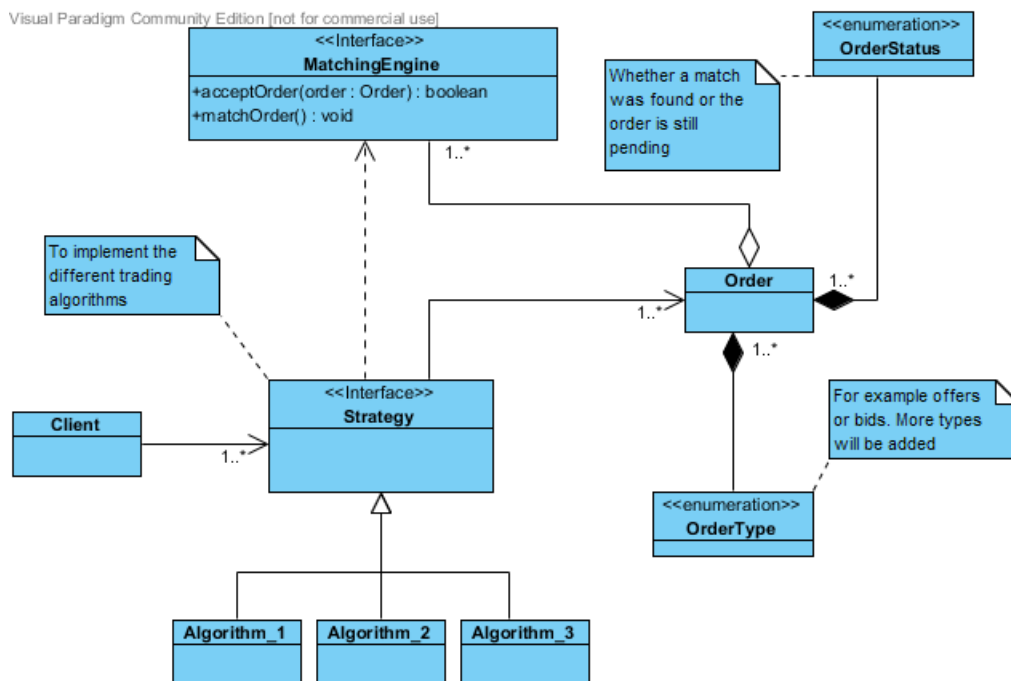 Visual Paradigm Community Edition [not for commercial use]
<<Interface>>
MatchingEngine
+acceptOrder(order : Order) : boolean
+matchOrder() : void
1..*
<<enumeration>>
OrderStatus
Whether a match
was found or the
order is still
pending
To implement the
different trading
algorithms
Order
1..*
1..*
1..*
<<Interface>>
Strategy
Client
1..*
For example offers
or bids. More types
will be added
<<enumeration>>
OrderType
Algorithm_1
Algorithm_2
Algorithm_3